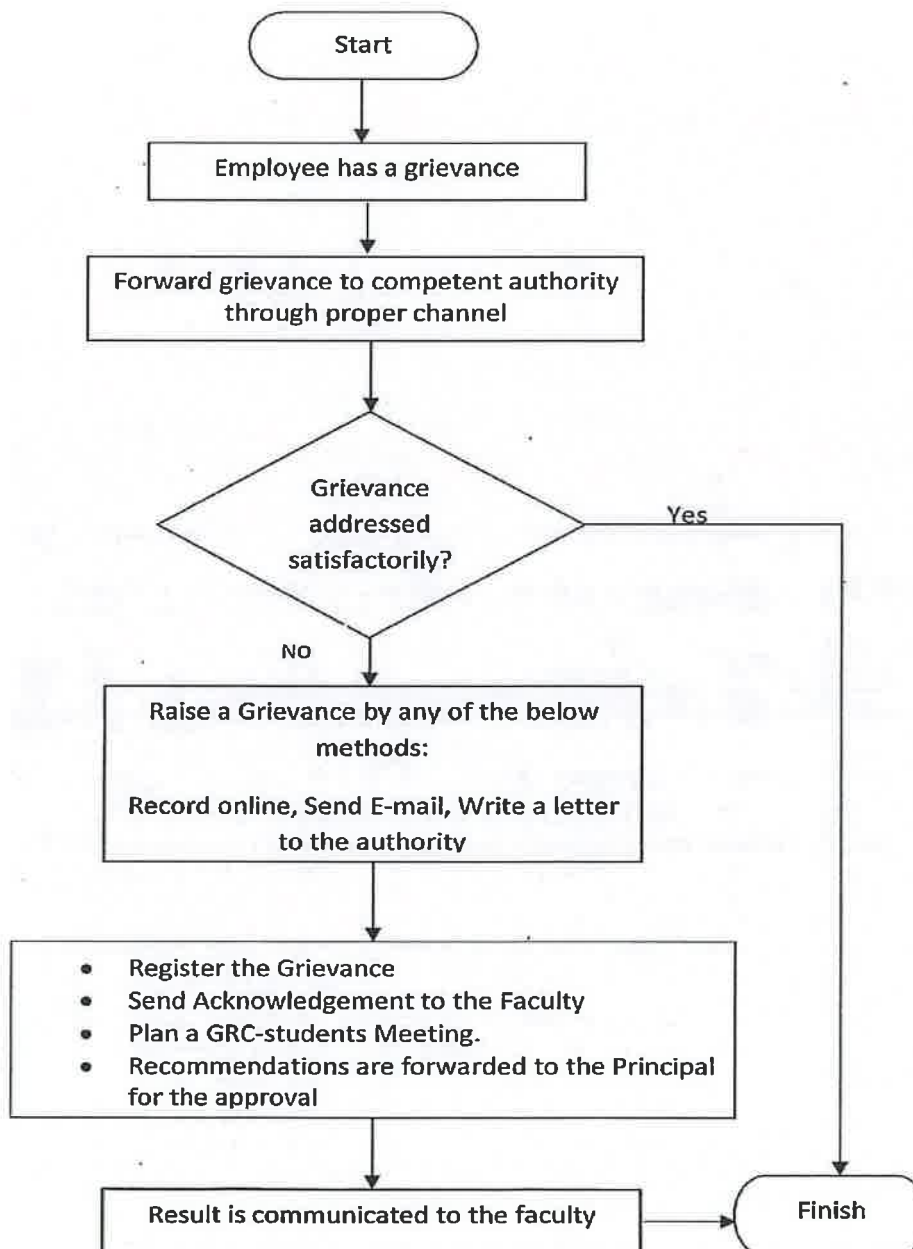 Start
Employee has a grievance
Forward grievance to competent authority
through proper channel
Grievance
addressed
satisfactorily?
Yes
NO
Raise a Grievance by any of the below
methods:
Record online, Send E-mail, Write a letter
to the authority
• Register the Grievance
• Send Acknowledgement to the Faculty
• Plan a GRC-students Meeting.
• Recommendations are forwarded to the Principal
for the approval
Result is communicated to the faculty
Finish